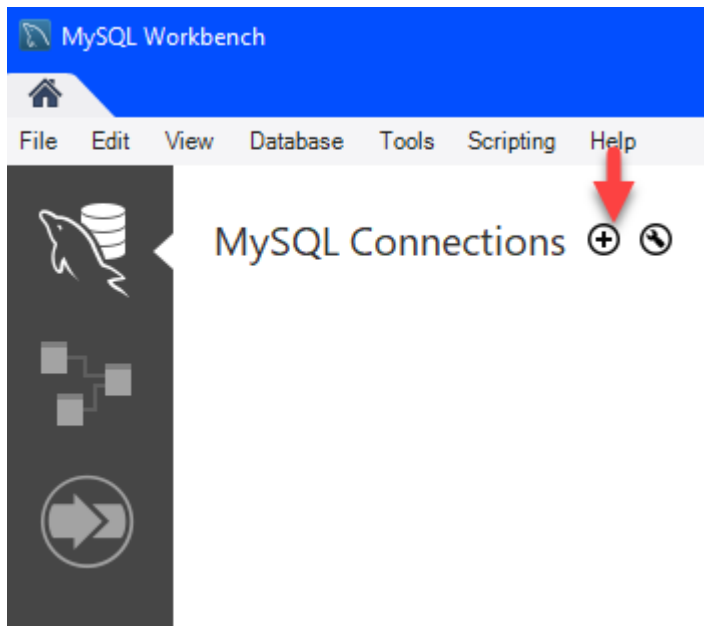 MySQL Workbench
File Edit View Database Tools Scripting Help
MySQL Connections